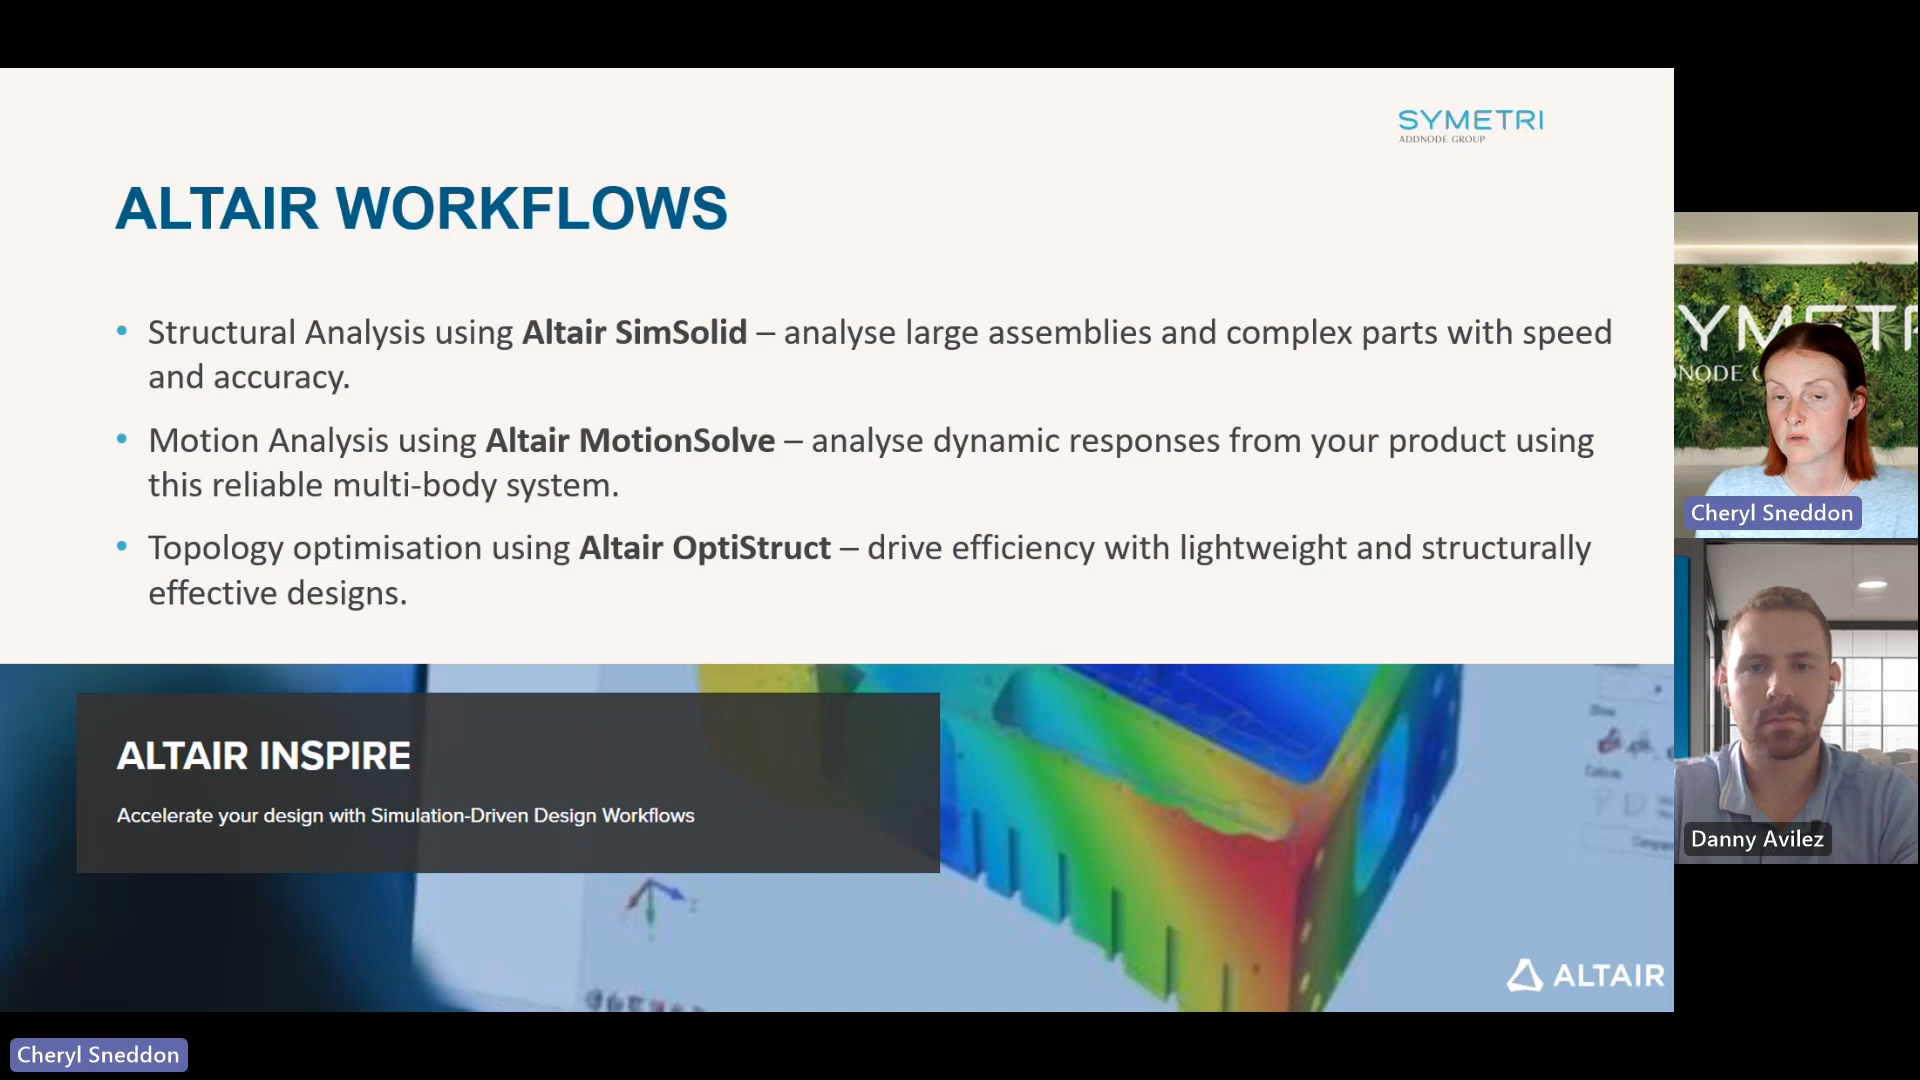 SYMETRI
ADDNODE GROUP
ALTAIR WORKFLOWS
• Structural Analysis using Altair SimSolid – analyse large assemblies and complex parts with speed
and accuracy.
• Motion Analysis using Altair MotionSolve – analyse dynamic responses from your product using
this reliable multi-body system.
• Topology optimisation using Altair OptiStruct – drive efficiency with lightweight and structurally
effective designs.
ALTAIR INSPIRE
Accelerate your design with Simulation-Driven Design Workflows
ALTAIR
YMETR
NODE G
Cheryl Sneddon
Danny Avilez
Cheryl Sneddon